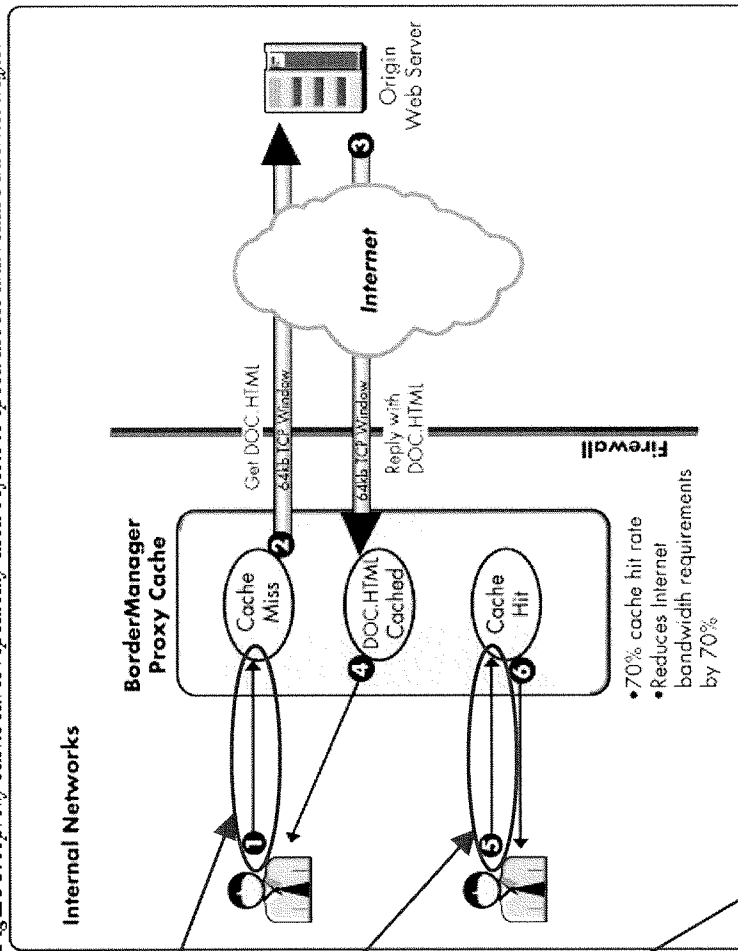 Internal Networks
BorderManager
Proxy Cache
1
Cache
Miss
2
Get DOC.HTML
64kb TCP Window
Origin
Web Server
3
Internet
64kb TCP Window
Reply with
DOC.HTML
DOC.HTML
Cached
4
5
Cache
Hit
6
Firewall
•70% cache hit rate
•Reduces Internet
bandwidth requirements
by 70%